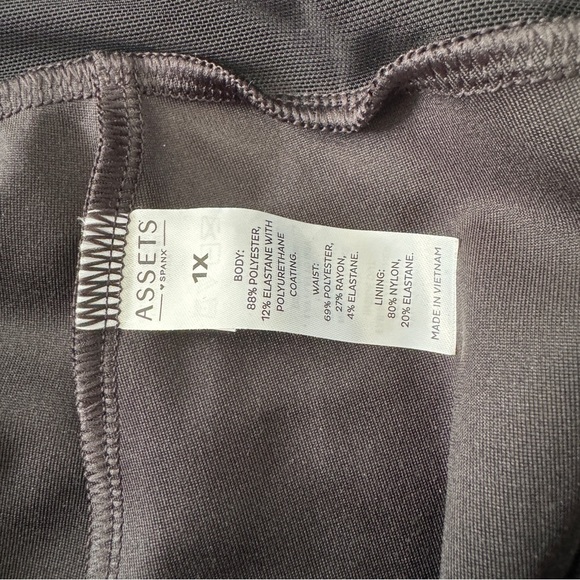 ASSETS
♥ SPANX
1X
BODY:
88% POLYESTER,
12% ELASTANE WITH
POLYURETHANE
COATING.
WAIST:
69% POLYESTER,
27% RAYON,
4% ELASTANE.
LINING:
80% NYLON,
20% ELASTANE.
MADE IN VIETNAM